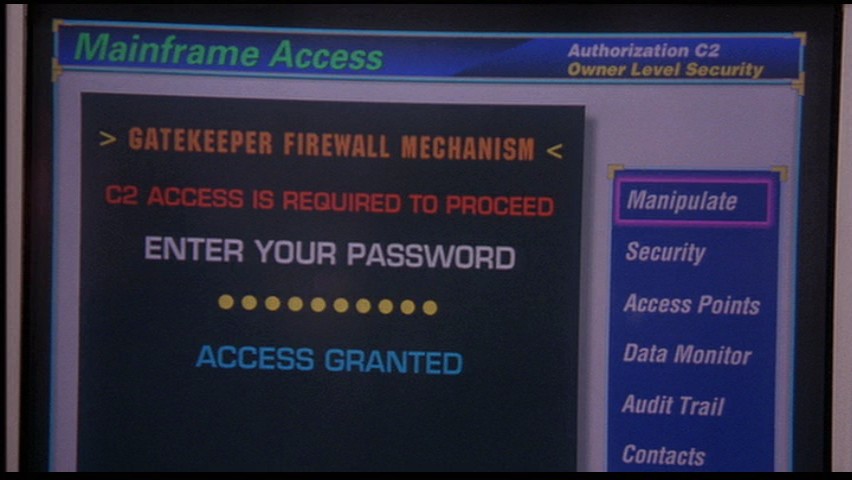 Mainframe Access
Authorization C2
Owner Level Security
> GATEKEEPER FIREWALL MECHANISM <
C2 ACCESS IS REQUIRED TO PROCEED
ENTER YOUR PASSWORD
●●●●●●●●●●
ACCESS GRANTED
Manipulate
Security
Access Points
Data Monitor
Audit Trail
Contacts